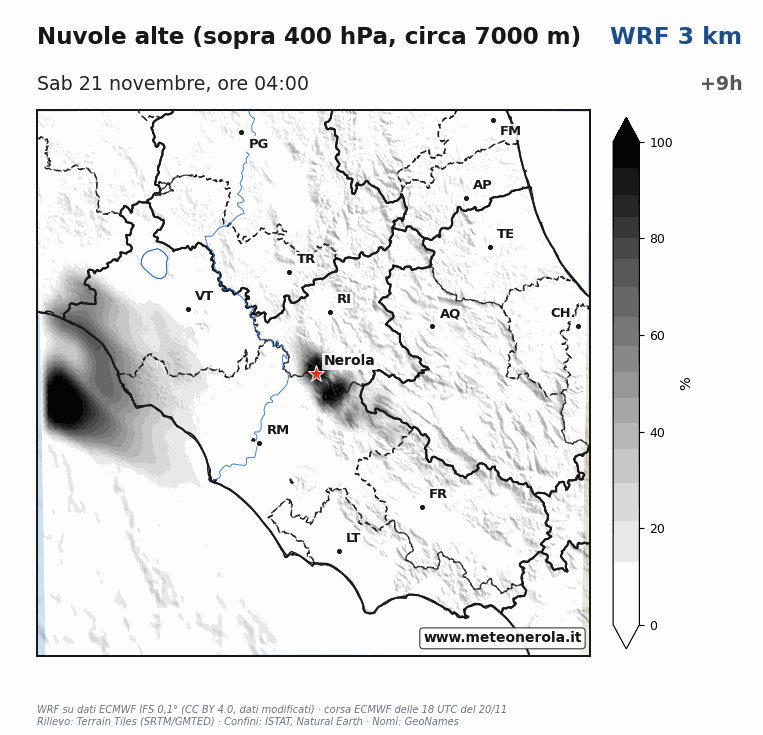 Nuvole alte (sopra 400 hPa, circa 7000 m) WRF 3 km
Sab 21 novembre, ore 04:00 +9h
FM
PG
AP
TE
TR
VT
RI
AQ
CH
Nerola
RM
FR
LT
www.meteonerola.it
100
80
60
40
20
0
%
WRF su dati ECMWF IFS 0,1° (CC BY 4.0, dati modificati) · corsa ECMWF delle 18 UTC del 20/11
Rilievo: Terrain Tiles (SRTM/GMTED) · Confini: ISTAT, Natural Earth · Nomi: GeoNames